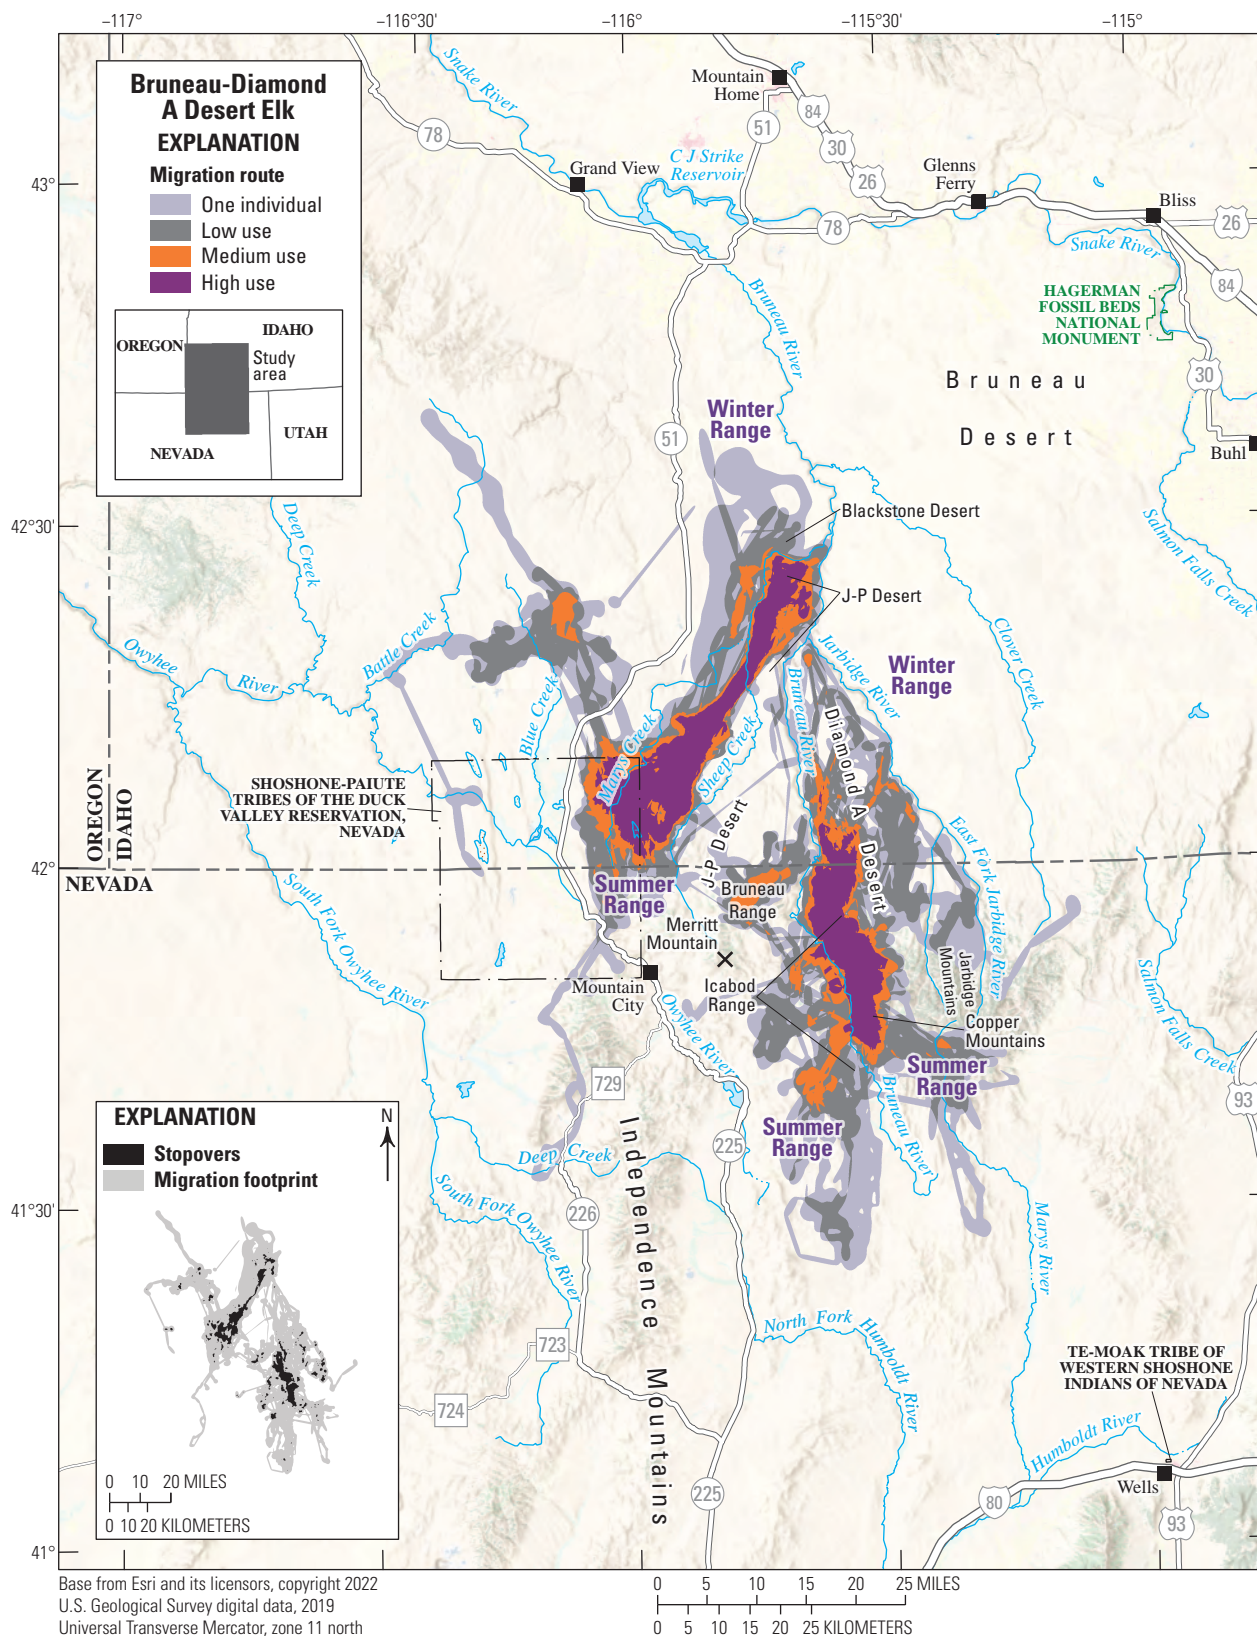 -117°
-116°30'
-116°
-115°30'
-115°
43°
42°30'
42°
41°30'
41°
Bruneau-Diamond
A Desert Elk
EXPLANATION
Migration route
One individual
Low use
Medium use
High use
OREGON
IDAHO
Study
area
UTAH
NEVADA
Snake River
78
Mountain
Home
51
84
30
26
Grand View
C J Strike
Reservoir
Glenns
Ferry
Bliss
26
78
Snake River
84
HAGERMAN
FOSSIL BEDS
NATIONAL
MONUMENT
30
Bruneau River
Bruneau
Desert
Buhl
Winter
Range
51
Blackstone Desert
Deep Creek
Salmon Falls Creek
J-P Desert
Clover Creek
Owyhee
River
Battle Creek
Jarbidge River
Winter
Range
Blue Creek
Marys Creek
Sheep Creek
Bruneau River
Diiamond A Desert
SHOSHONE-PAIUTE
TRIBES OF THE DUCK
VALLEY RESERVATION,
NEVADA
OREGON
IDAHO
NEVADA
J-P Desert
East Fork Jarbidge River
Summer
Range
Bruneau
Range
Merritt
Mountain
South Fork Owyhee River
Mountain
City
Icabod
Range
Jarbidge
Mountains
Copper
Mountains
Owyhee River
Salmon Falls Creek
Summer
Range
729
93
Bruneau River
Summer
Range
225
Independence Mountains
Deep Creek
South Fork Owyhee River
226
Marys River
723
North Fork Humboldt River
724
225
TE-MOAK TRIBE OF
WESTERN SHOSHONE
INDIANS OF NEVADA
Humboldt River
Wells
80
93
EXPLANATION
N
Stopovers
Migration footprint
0 10 20 MILES
0 10 20 KILOMETERS
Base from Esri and its licensors, copyright 2022
U.S. Geological Survey digital data, 2019
Universal Transverse Mercator, zone 11 north
0 5 10 15 20 25 MILES
0 5 10 15 20 25 KILOMETERS